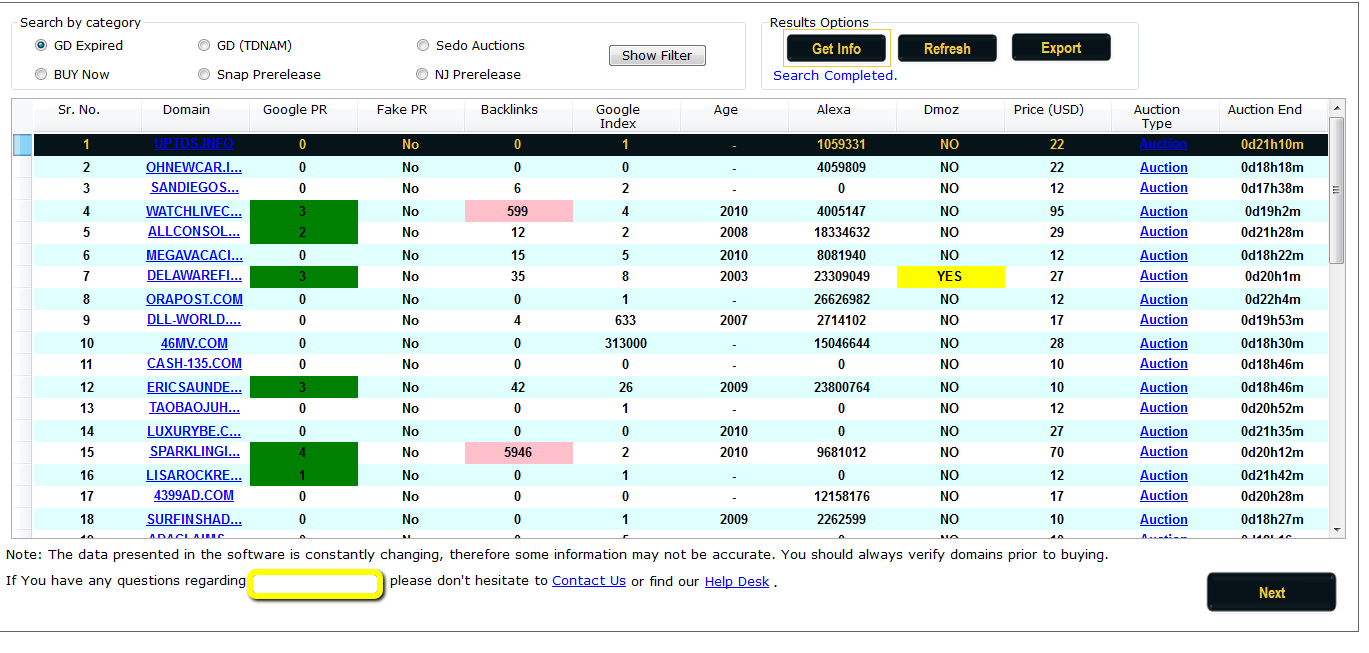 Search by category
GD Expired GD (TDNAM) Sedo Auctions
BUY Now Snap Prerelease NJ Prerelease
Show Filter
Results Options
Get Info Refresh Export
Search Completed.
Sr. No. Domain Google PR Fake PR Backlinks Google Index Age Alexa Dmoz Price (USD) Auction Type Auction End
1 UPTDS.INFO 0 No 0 1 - 1059331 NO 22 Auction 0d21h10m
2 OHNEWCAR.I... 0 No 0 0 - 4059809 NO 22 Auction 0d18h18m
3 SANDIEGOS... 0 No 6 2 - 0 NO 12 Auction 0d17h38m
4 WATCHLIVEC... 3 No 599 4 2010 4005147 NO 95 Auction 0d19h2m
5 ALLCONSOL... 2 No 12 2 2008 18334632 NO 29 Auction 0d21h28m
6 MEGAVACACI... 0 No 15 5 2010 8081940 NO 12 Auction 0d18h22m
7 DELAWAREFI... 3 No 35 8 2003 23309049 YES 27 Auction 0d20h1m
8 ORAPOST.COM 0 No 0 1 - 26626982 NO 12 Auction 0d22h4m
9 DLL-WORLD.... 0 No 4 633 2007 2714102 NO 17 Auction 0d19h53m
10 46MV.COM 0 No 0 313000 - 15046644 NO 28 Auction 0d18h30m
11 CASH-135.COM 0 No 0 0 - 0 NO 10 Auction 0d18h46m
12 ERICSAUNDE... 3 No 42 26 2009 23800764 NO 10 Auction 0d18h46m
13 TAOBAOJUH... 0 No 0 1 - 0 NO 12 Auction 0d20h52m
14 LUXURYBE.C... 0 No 0 0 2010 0 NO 27 Auction 0d21h35m
15 SPARKLINGI... 4 No 5946 2 2010 9681012 NO 70 Auction 0d20h12m
16 LISAROCKRE... 1 No 0 1 - 0 NO 12 Auction 0d21h42m
17 4399AD.COM 0 No 0 0 - 12158176 NO 17 Auction 0d20h28m
18 SURFINSHAD... 0 No 0 1 2009 2262599 NO 10 Auction 0d18h27m
Note: The data presented in the software is constantly changing, therefore some information may not be accurate. You should always verify domains prior to buying.
If You have any questions regarding please don't hesitate to Contact Us or find our Help Desk .
Next